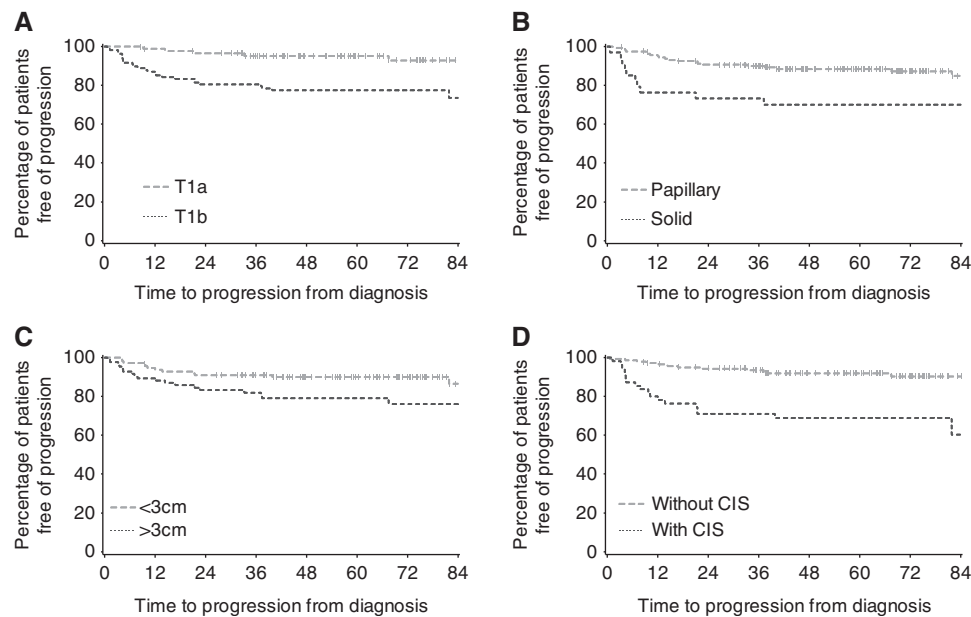 A
Percentage of patients
free of progression
100
80
60
40
20
0
T1a
T1b
0 12 24 36 48 60 72 84
Time to progression from diagnosis
B
Percentage of patients
free of progression
100
80
60
40
20
0
Papillary
Solid
0 12 24 36 48 60 72 84
Time to progression from diagnosis
C
Percentage of patients
free of progression
100
80
60
40
20
0
<3cm
>3cm
0 12 24 36 48 60 72 84
Time to progression from diagnosis
D
Percentage of patients
free of progression
100
80
60
40
20
0
Without CIS
With CIS
0 12 24 36 48 60 72 84
Time to progression from diagnosis